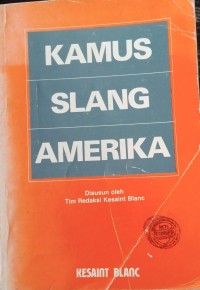 KAMUS
SLANG
AMERIKA
Disusun oleh
Tim Redaksi Kesaint Blanc
KESAINT BLANC